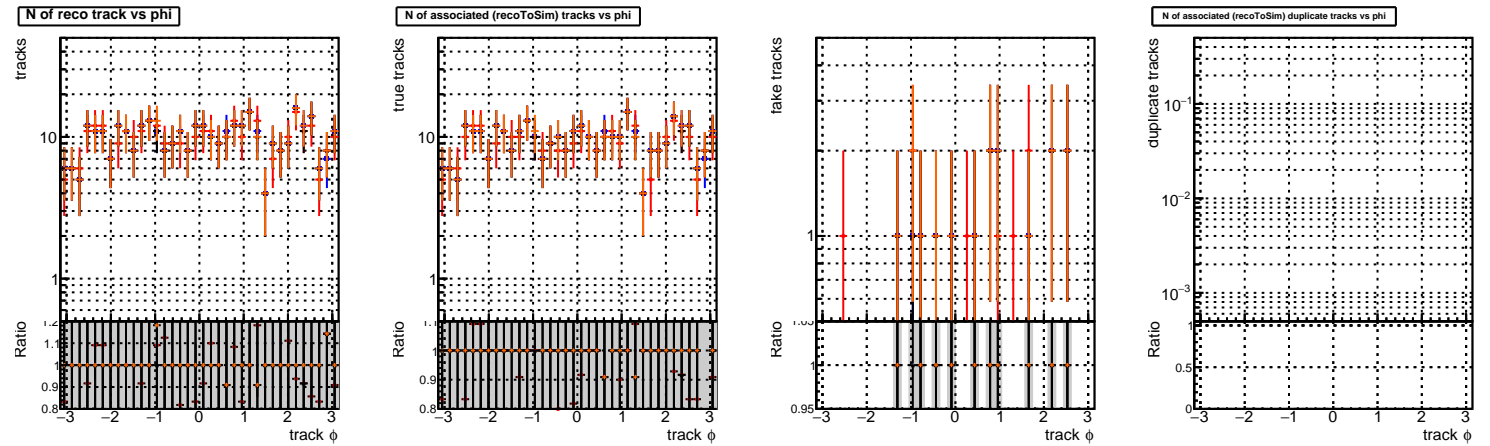 N of reco track vs phi
tracks
10
1
Ratio
1.2
1.1
1
0.9
0.8
−3 −2 −1 0 1 2 3
track ϕ
N of associated (recoToSim) tracks vs phi
true tracks
10
1
Ratio
1.1
1
0.9
0.8
−3 −2 −1 0 1 2 3
track ϕ
fake tracks
1
Ratio
1.05
1
0.95
−3 −2 −1 0 1 2 3
track ϕ
N of associated (recoToSim) duplicate tracks vs phi
duplicate tracks
10⁻¹
10⁻²
10⁻³
Ratio
1
0.5
0
−3 −2 −1 0 1 2 3
track ϕ